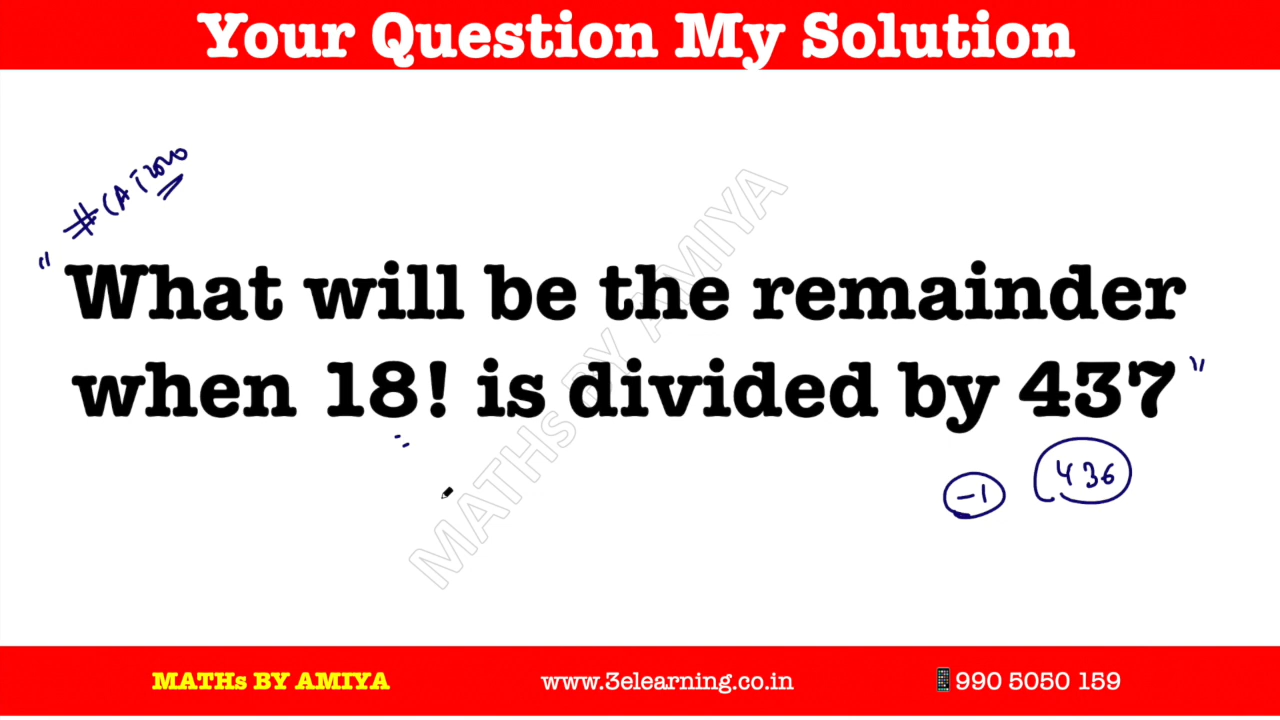 Your Question My Solution
#CAT2020
"What will be the remainder
when 18! is divided by 437"
-1 436
MATHs BY AMIYA
MATHs BY AMIYA www.3elearning.co.in 990 5050 159